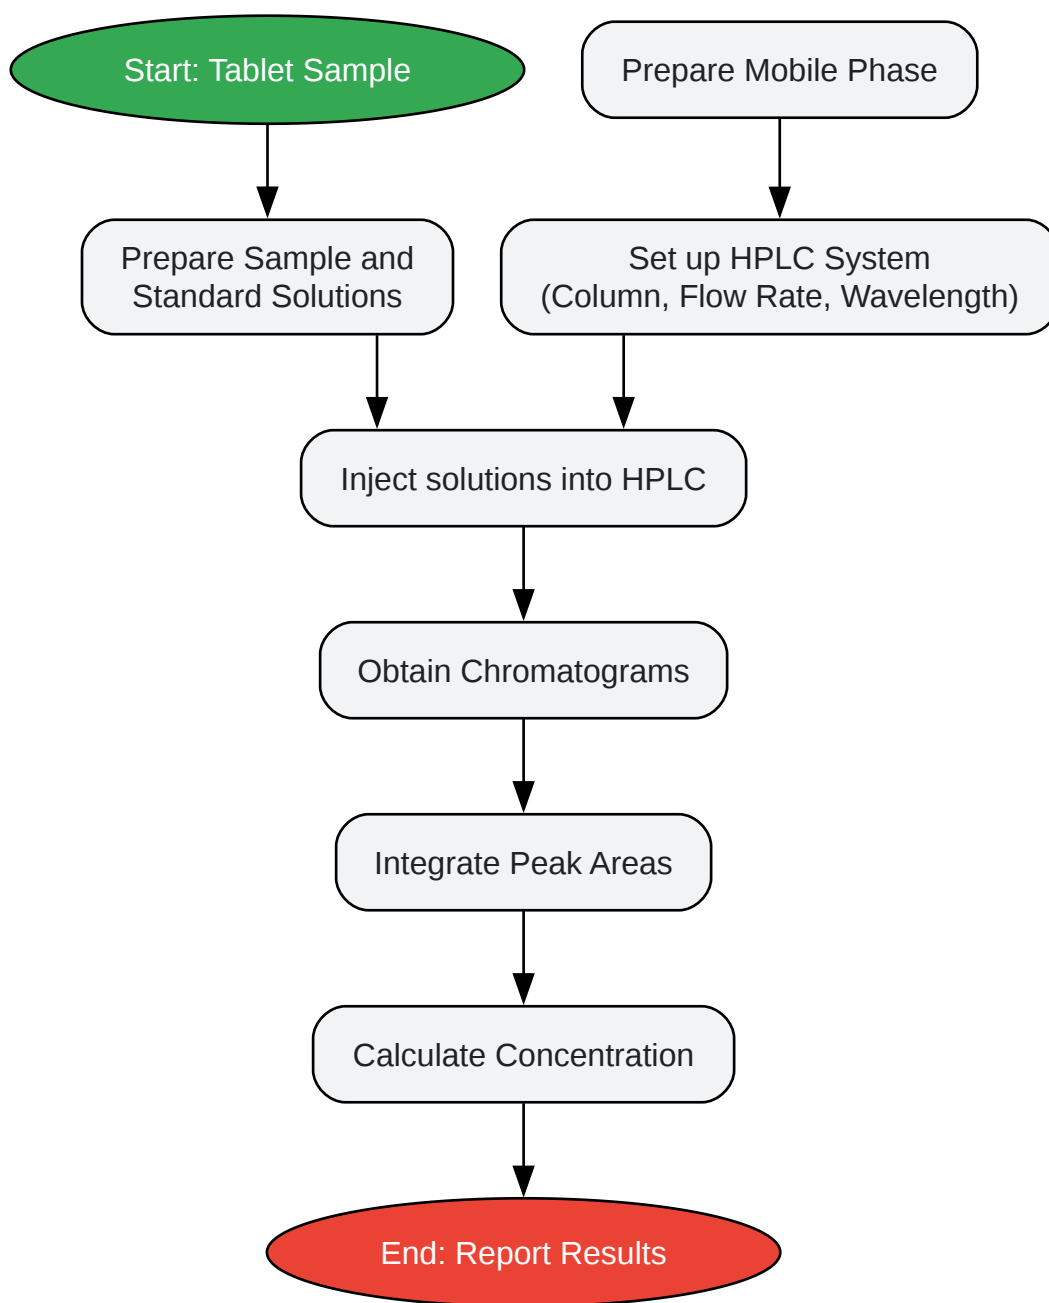 Start: Tablet Sample
Prepare Mobile Phase
Prepare Sample and
Standard Solutions
Set up HPLC System
(Column, Flow Rate, Wavelength)
Inject solutions into HPLC
Obtain Chromatograms
Integrate Peak Areas
Calculate Concentration
End: Report Results